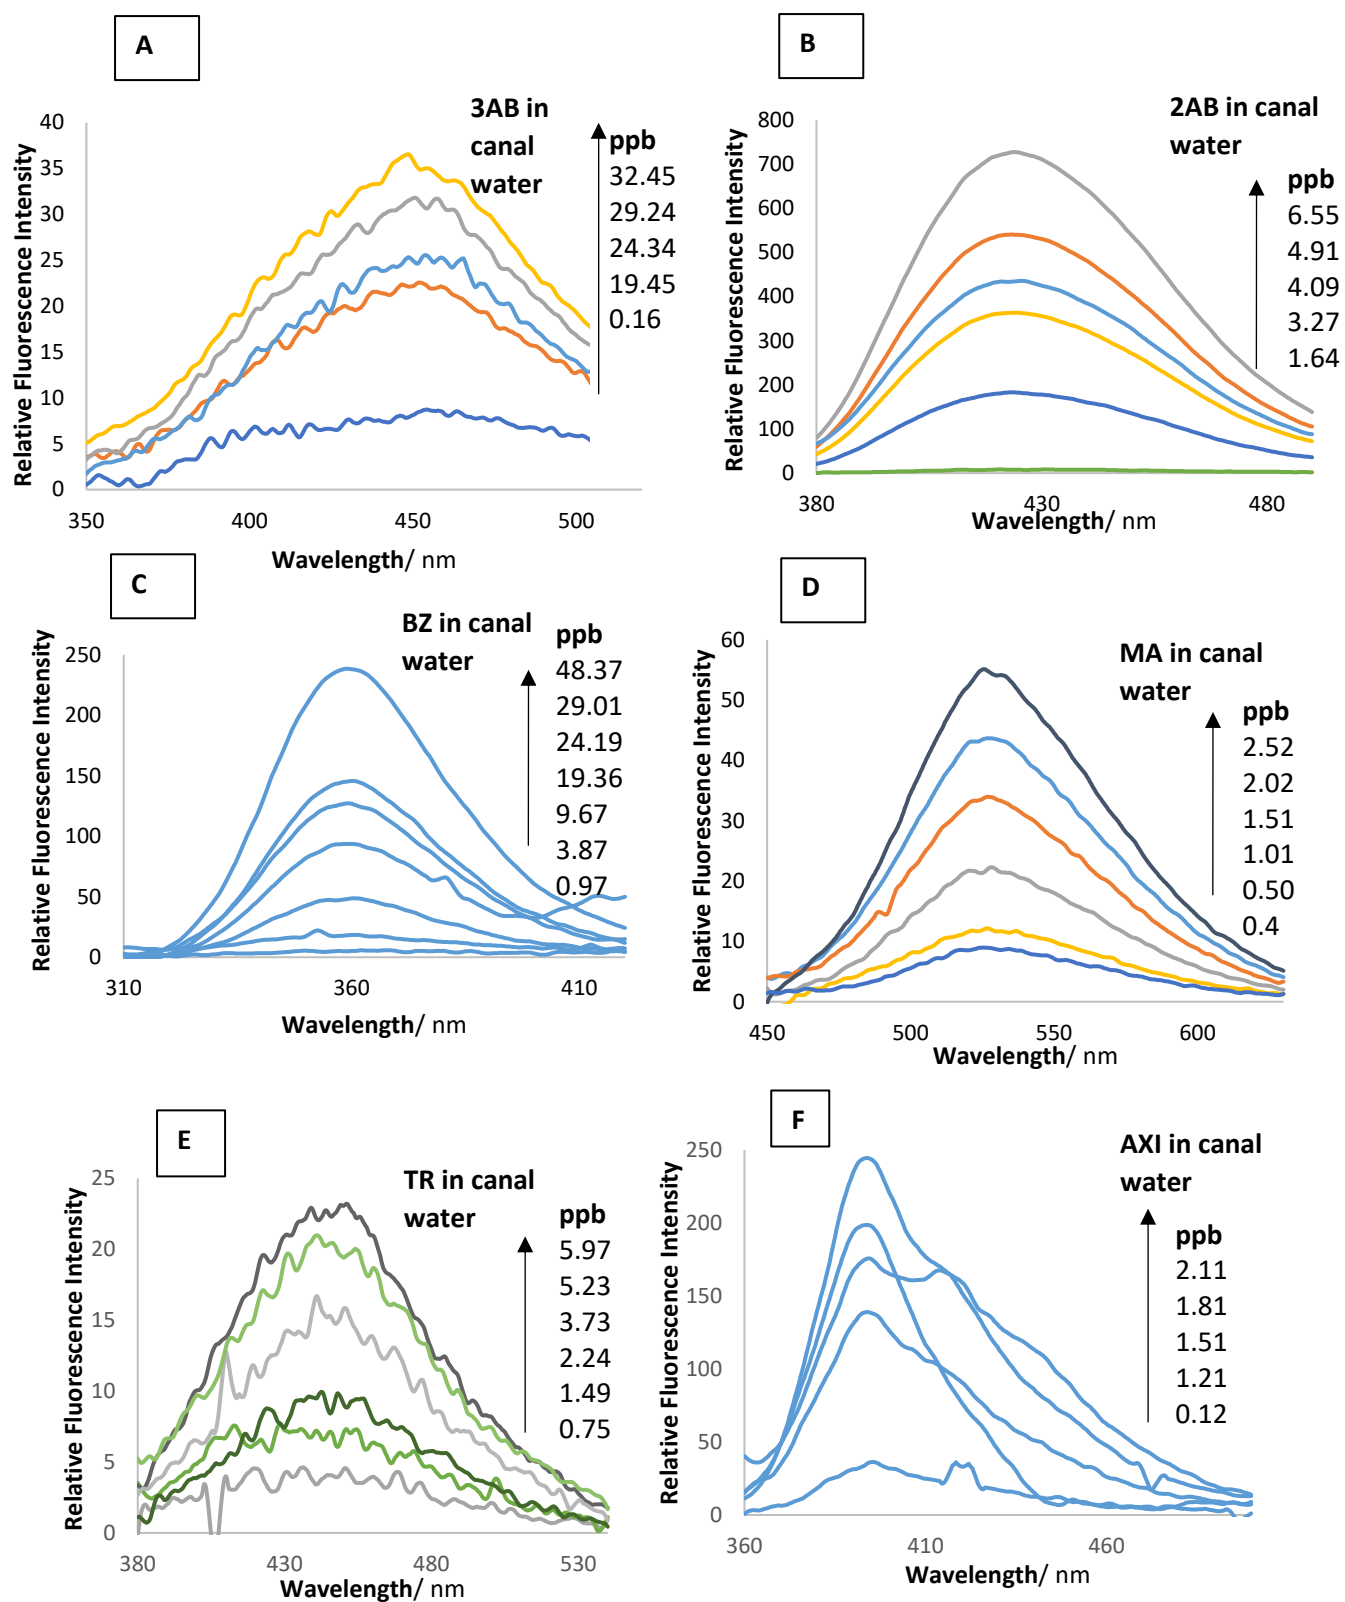 A
3AB in
canal
water
ppb
32.45
29.24
24.34
19.45
0.16
Relative Fluorescence Intensity
40
35
30
25
20
15
10
5
0
350
400
450
500
Wavelength/ nm
B
2AB in canal
water
ppb
6.55
4.91
4.09
3.27
1.64
Relative Fluorescence Intensity
800
700
600
500
400
300
200
100
0
380
430
480
Wavelength/ nm
C
BZ in canal
water
ppb
48.37
29.01
24.19
19.36
9.67
3.87
0.97
Relative Fluorescence Intensity
250
200
150
100
50
0
310
360
410
Wavelength/ nm
D
MA in canal
water
ppb
2.52
2.02
1.51
1.01
0.50
0.4
Relative Fluorescence Intensity
60
50
40
30
20
10
0
450
500
550
600
Wavelength/ nm
E
TR in canal
water
ppb
5.97
5.23
3.73
2.24
1.49
0.75
Relative Fluorescence Intensity
25
20
15
10
5
0
380
430
480
530
Wavelength/ nm
F
AXI in canal
water
ppb
2.11
1.81
1.51
1.21
0.12
Relative Fluorescence Intensity
250
200
150
100
50
0
360
410
460
Wavelength/ nm